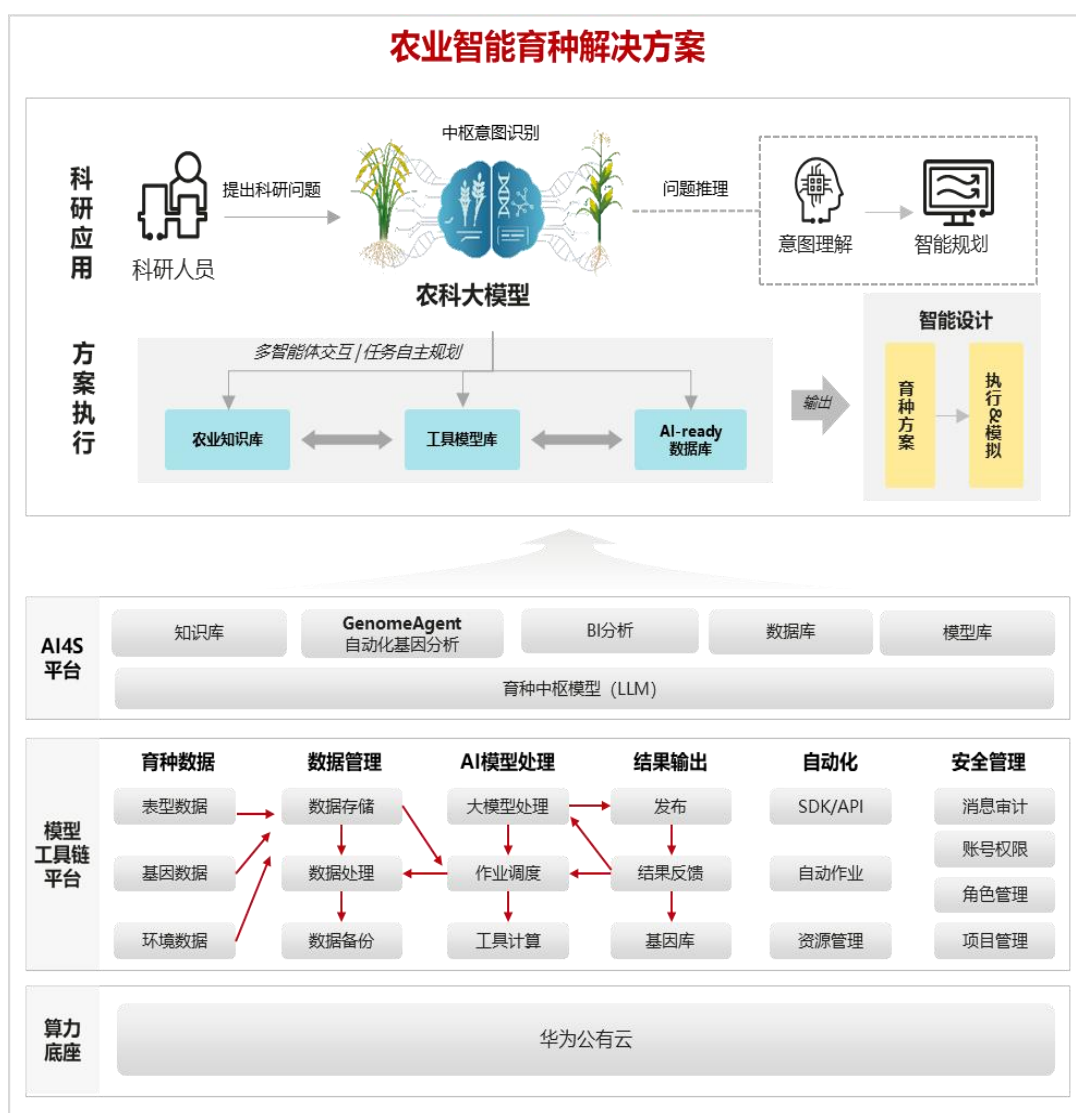 农业智能育种解决方案
科研应用
中枢意图识别
提出科研问题
问题推理
科研人员
意图理解
智能规划
农科大模型
方案执行
多智能体交互|任务自主规划
农业知识库
工具模型库
AI-ready
数据库
输出
智能设计
育种方案
执行&模拟
AI4S
平台
知识库
GenomeAgent
自动化基因分析
BI分析
数据库
模型库
育种中枢模型（LLM）
模型
工具链
平台
育种数据
数据管理
AI模型处理
结果输出
自动化
安全管理
表型数据
数据存储
大模型处理
发布
SDK/API
消息审计
账号权限
基因数据
数据处理
作业调度
结果反馈
自动作业
角色管理
环境数据
数据备份
工具计算
基因库
资源管理
项目管理
算力
底座
华为公有云